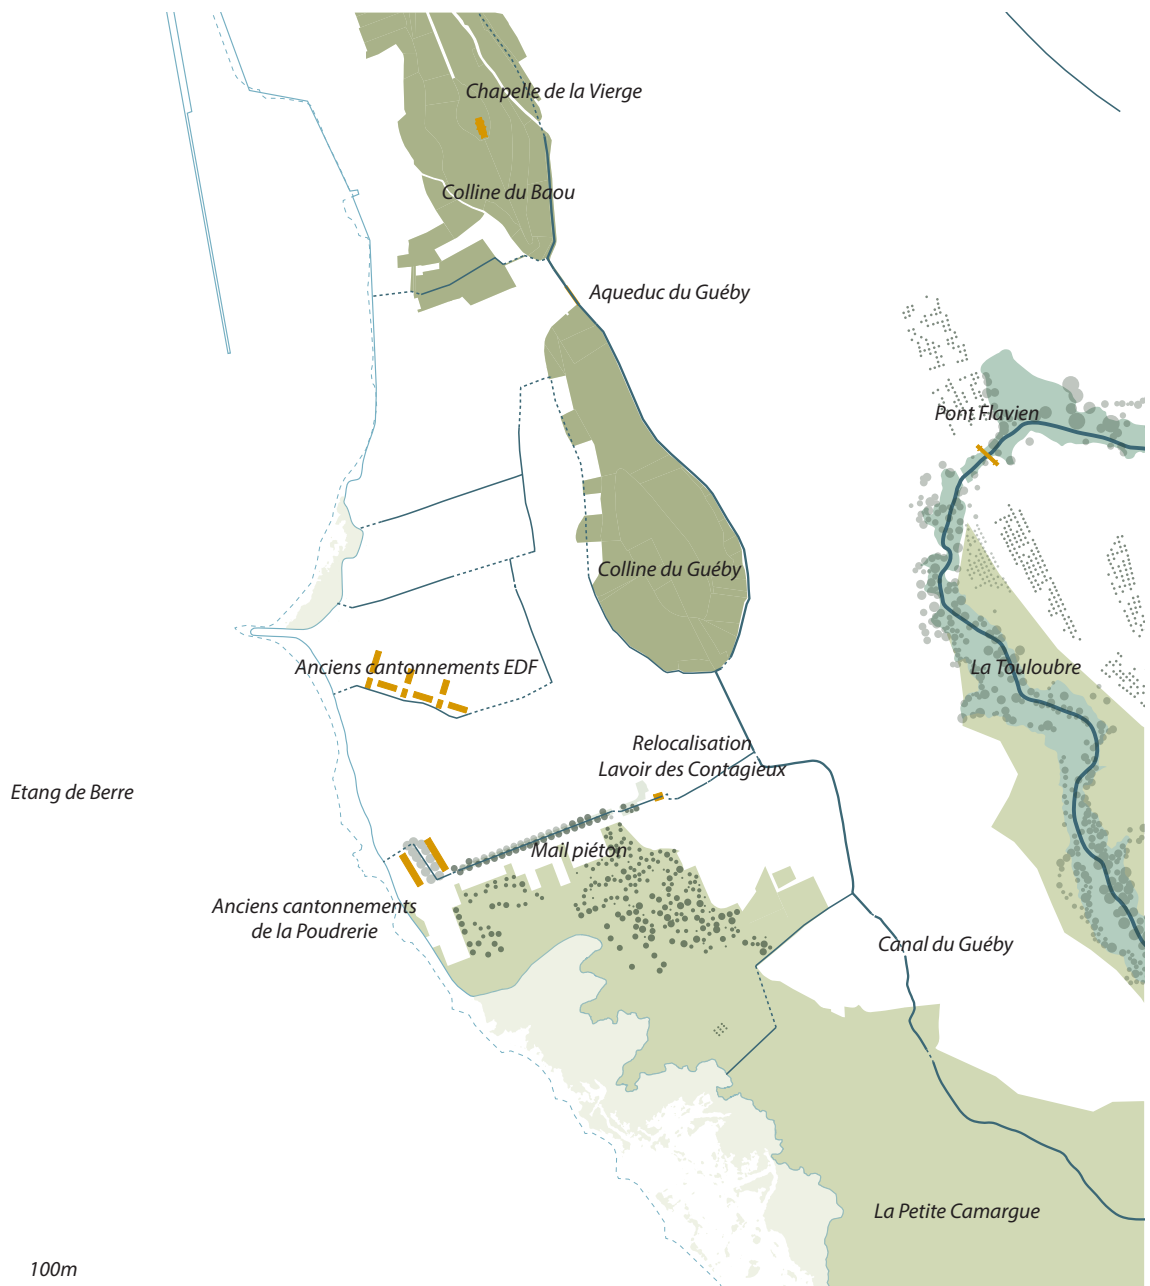 Chapelle de la Vierge
Colline du Baou
Aqueduc du Guéby
Pont Flavien
Colline du Guéby
Anciens cantonnements EDF
La Touloubre
Relocalisation
Lavoir des Contagieux
Etang de Berre
Mail piéton
Anciens cantonnements
de la Poudrerie
Canal du Guéby
La Petite Camargue
100m